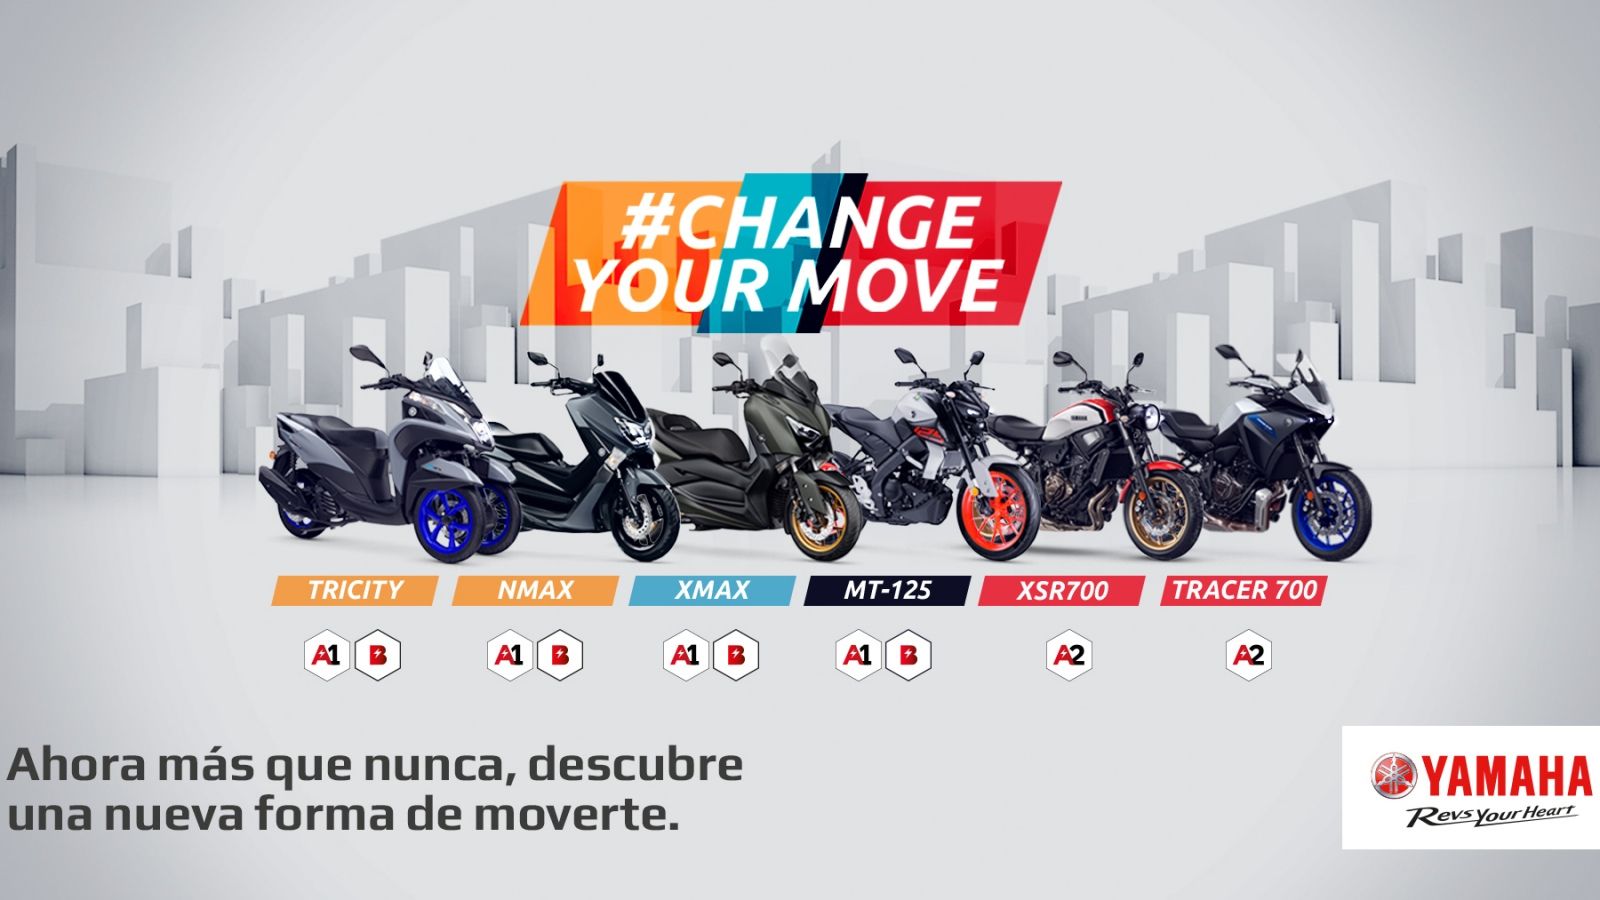 #CHANGE
YOUR MOVE
YAMAHA
TRICITY
NMAX
XMAX
MT-125
XSR700
TRACER 700
A1 B
A1 B
A1 B
A1 B
A2
A2
Ahora más que nunca, descubre
una nueva forma de moverte.
YAMAHA
Revs Your Heart